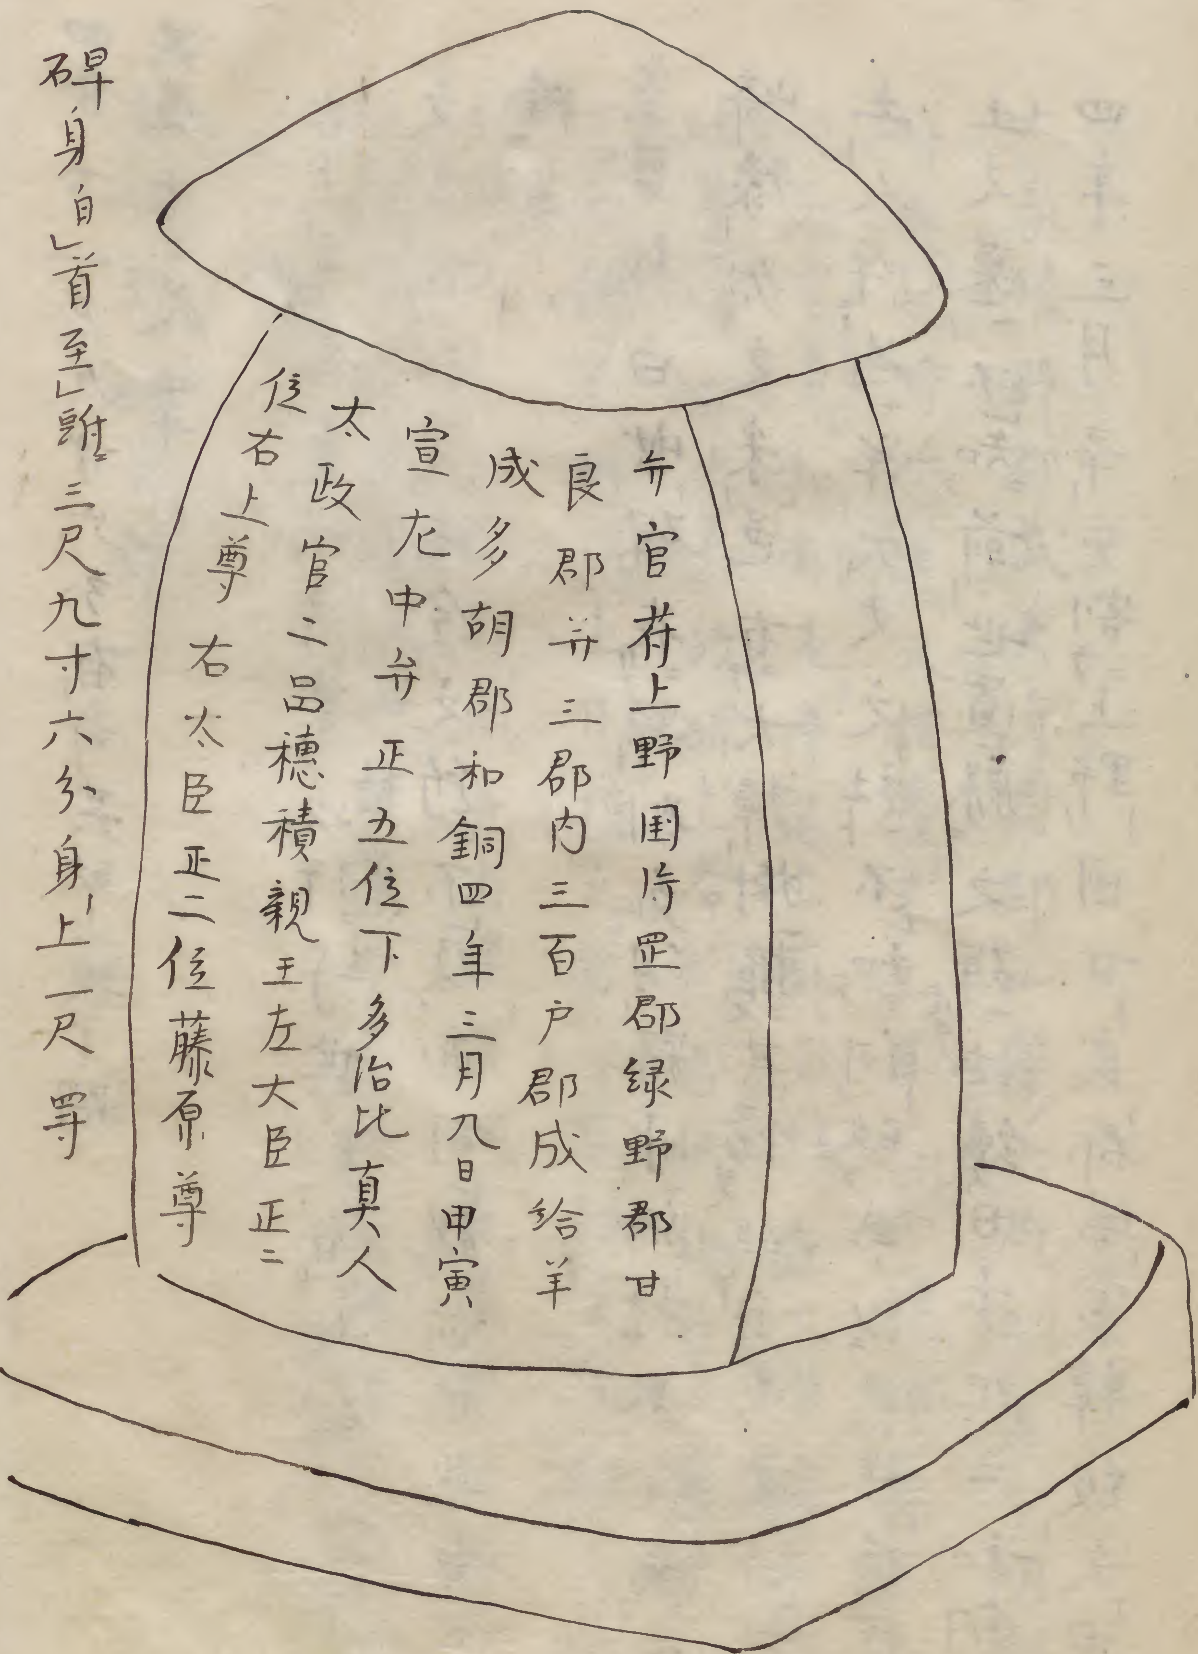 弁官苻上野国片罡郡緑野郡甘
良郡并三郡内三百户郡成給羊
成多胡郡和銅四年三月九日甲寅
宣左中弁正五位下多治比真人
太政官二品穗積親王左大臣正二
位右上尊右太臣正二位藤原尊
碑身自首至三尺九寸六分身上一尺